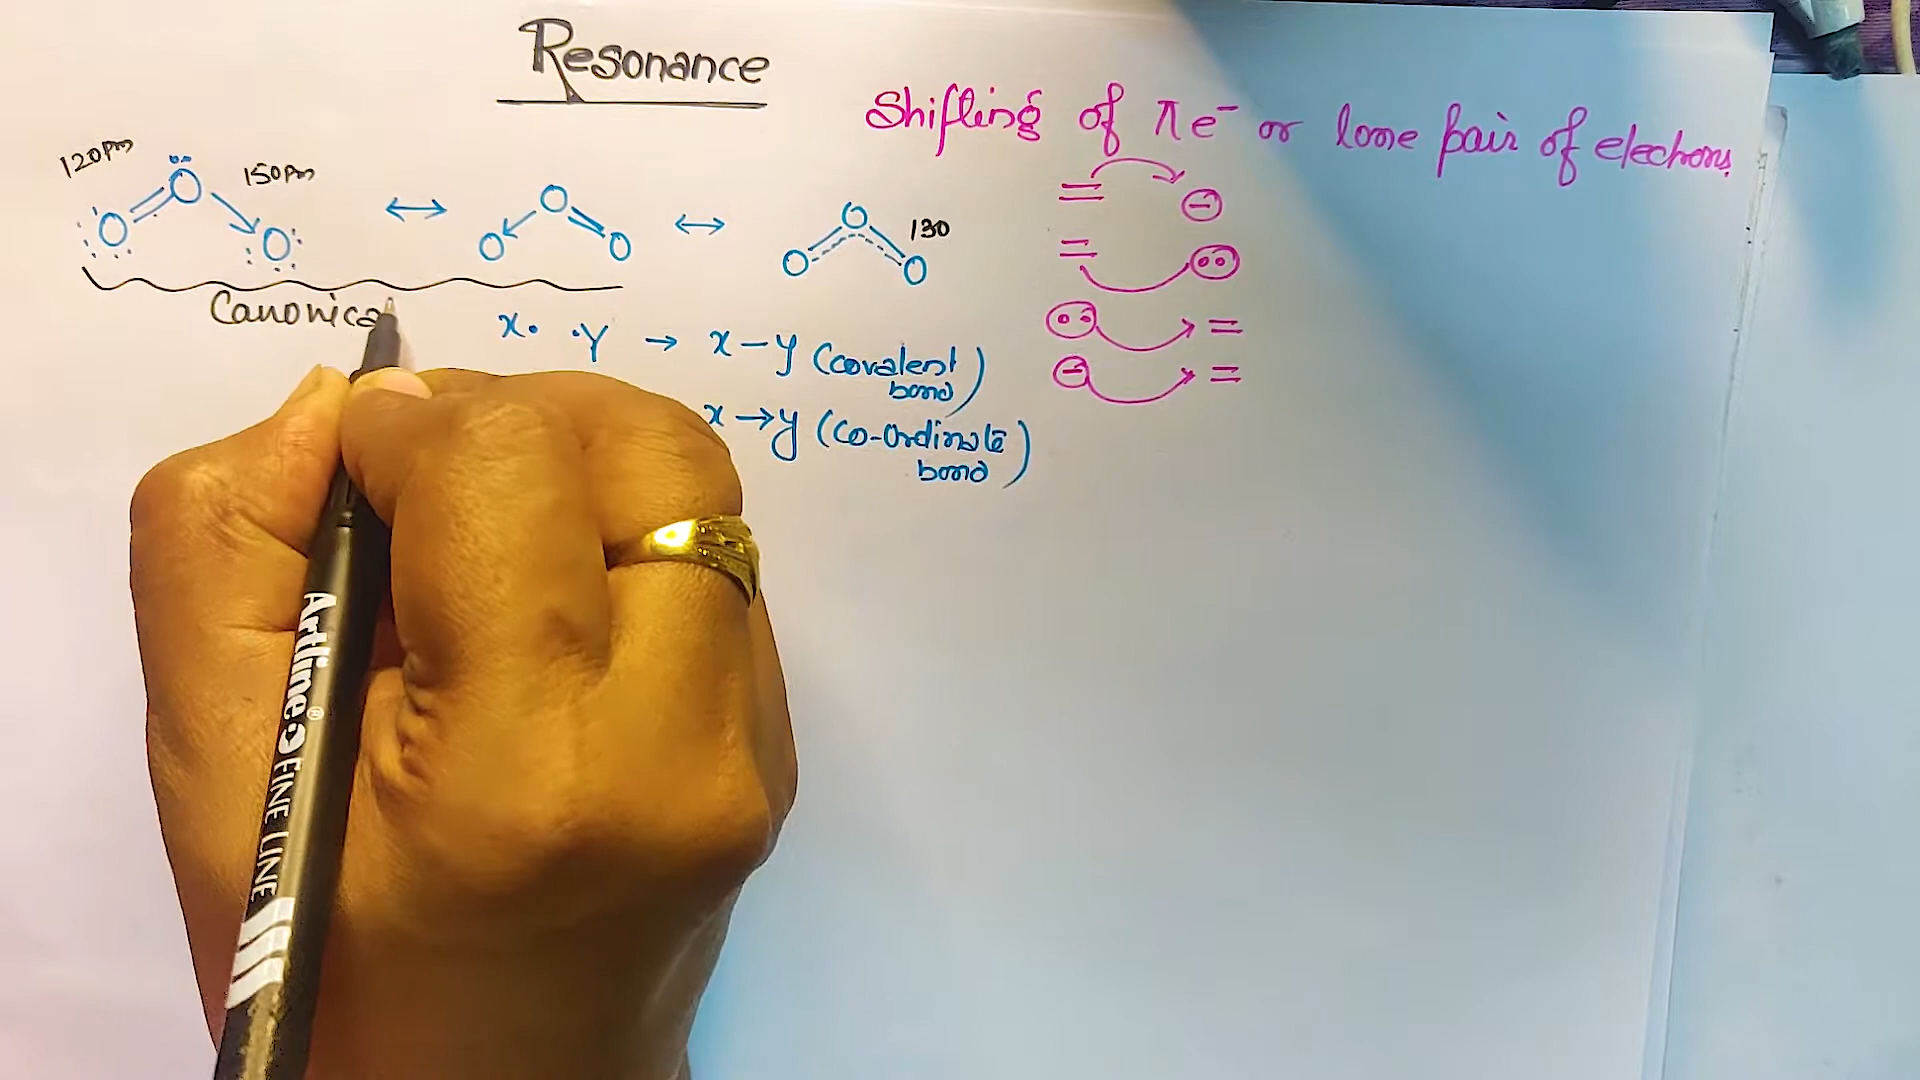 Resonance
Shifting of πe⁻ or lone pair of electrons.
120pm
150pm
O = O → O ↔ O ← O = O ↔ O O O
130
Canonica
x• •Y → x – y (covalent bond)
x → y (co-ordinate bond)
Artline® FINE LINE